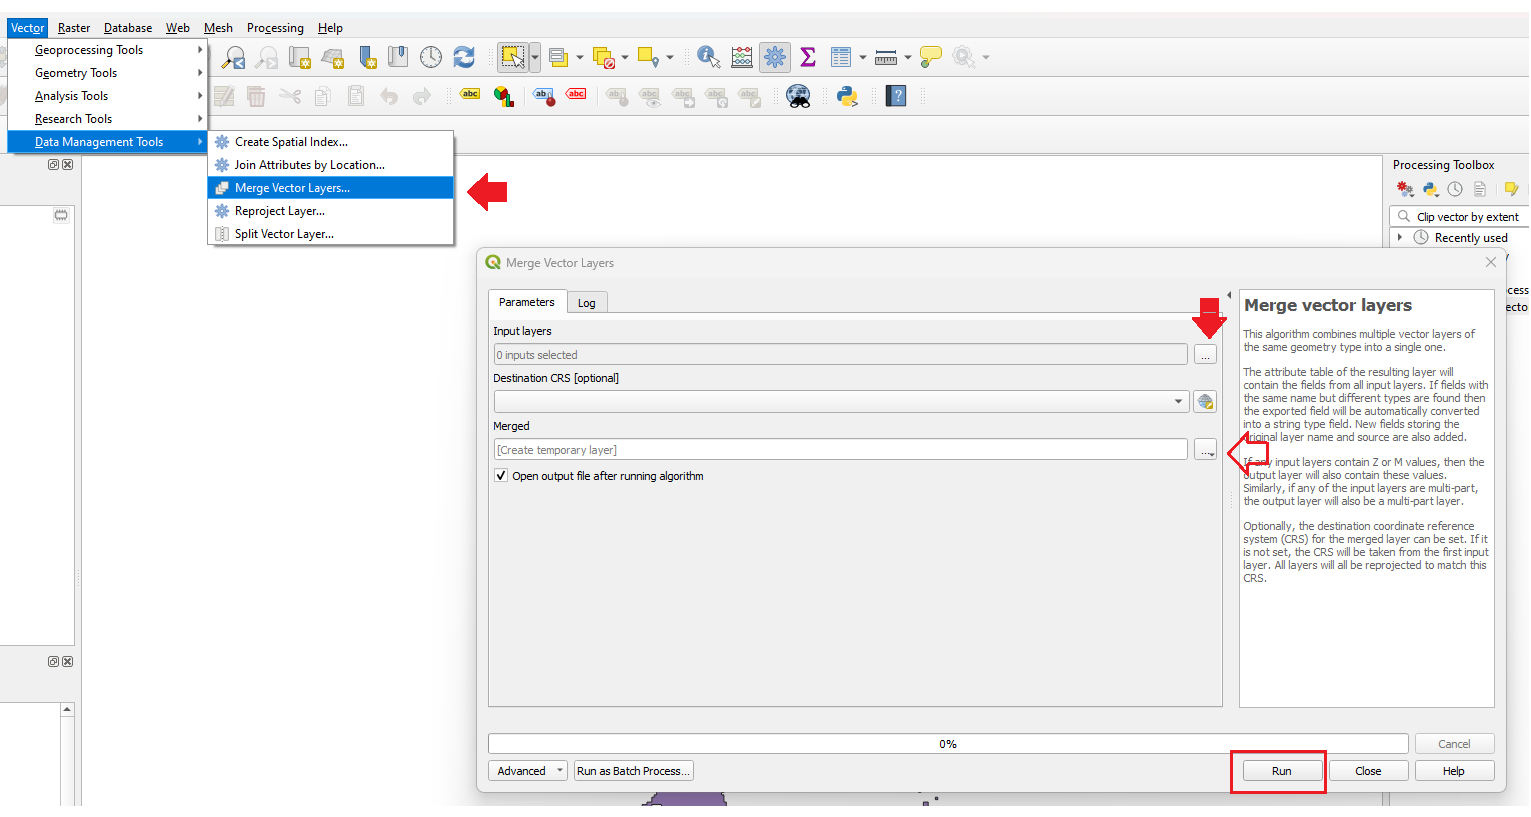 Vector Raster Database Web Mesh Processing Help
Geoprocessing Tools
Geometry Tools
Analysis Tools
Research Tools
Data Management Tools
abc ab abc ab abc abc abc abc
?
Create Spatial Index...
Join Attributes by Location...
Merge Vector Layers...
Reproject Layer...
Split Vector Layer...
Processing Toolbox
Clip vector by extent
Recently used
cess
ecto
Merge Vector Layers
Parameters Log
Input layers
0 inputs selected
...
Destination CRS [optional]
Merged
[Create temporary layer]
...
Open output file after running algorithm
Merge vector layers
This algorithm combines multiple vector layers of
the same geometry type into a single one.
The attribute table of the resulting layer will
contain the fields from all input layers. If fields with
the same name but different types are found then
the exported field will be automatically converted
into a string type field. New fields storing the
original layer name and source are also added.
If any input layers contain Z or M values, then the
output layer will also contain these values.
Similarly, if any of the input layers are multi-part,
the output layer will also be a multi-part layer.
Optionally, the destination coordinate reference
system (CRS) for the merged layer can be set. If it
is not set, the CRS will be taken from the first input
layer. All layers will all be reprojected to match this
CRS.
0%
Cancel
Advanced Run as Batch Process...
Run Close Help